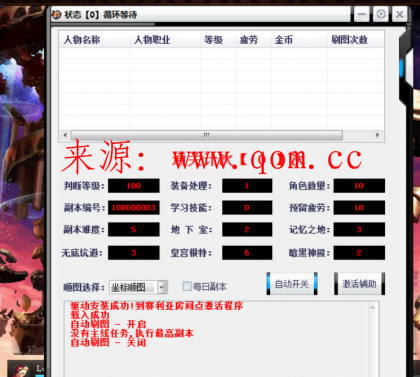 状态【0】循环等待
人物名称 人物职业 等级 疲劳 金币 刷图次数
来源：www.qom.cc
判断等级: 100 装备处理: 1 角色数量: 10
副本编号: 100000003 学习技能: 0 预留疲劳: 10
副本难度: 5 地 下 室: 2 记忆之地: 3
无底坑道: 3 皇宫根特: 6 暗黑神殿: 2
顺图选择: 坐标顺图 每日副本 自动开关 激活辅助
驱动安装成功!到赛利亚房间点激活程序
载入成功
自动刷图 - 开启
没有主线任务,执行最高副本
自动刷图 - 关闭
Lv